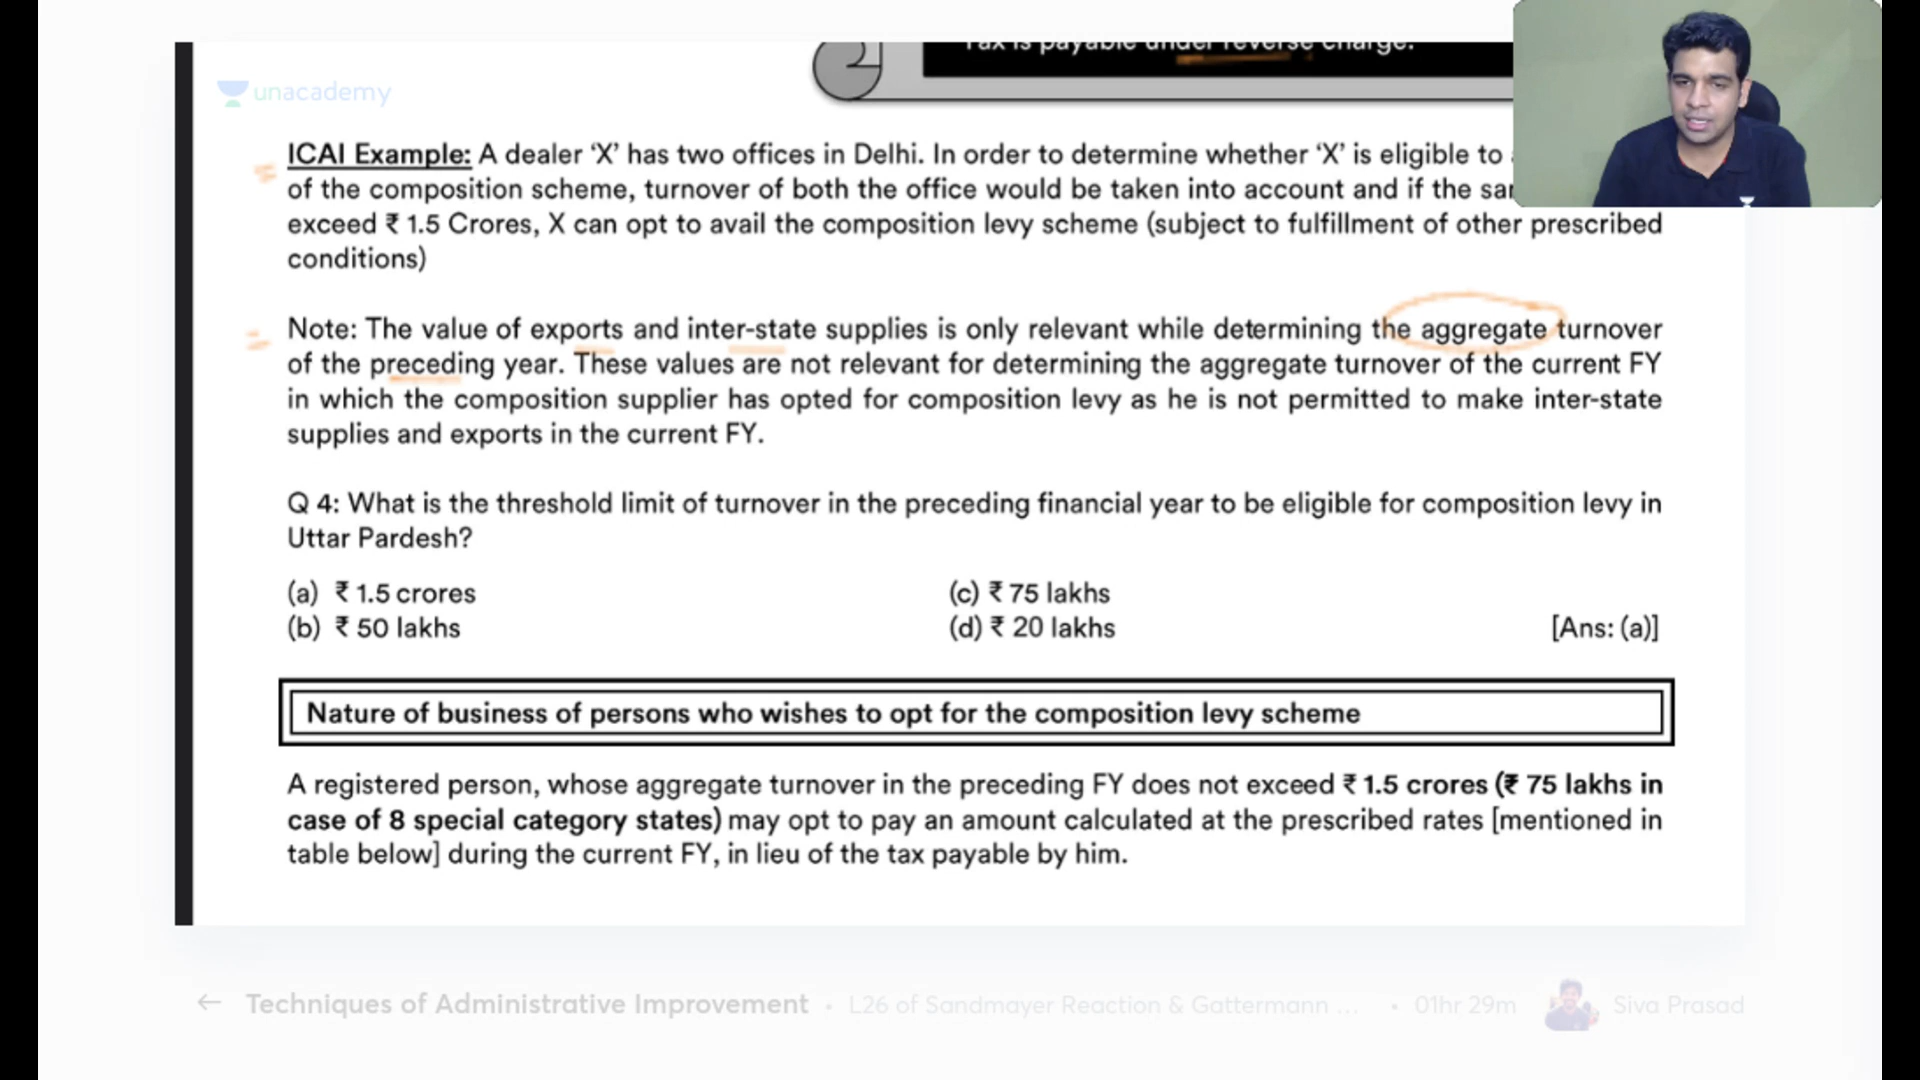 Tax is payable under reverse charge.
unacademy
ICAI Example: A dealer ‘X’ has two offices in Delhi. In order to determine whether ‘X’ is eligible to
of the composition scheme, turnover of both the office would be taken into account and if the
exceed ₹ 1.5 Crores, X can opt to avail the composition levy scheme (subject to fulfillment of other prescribed
conditions)
Note: The value of exports and inter-state supplies is only relevant while determining the aggregate turnover
of the preceding year. These values are not relevant for determining the aggregate turnover of the current FY
in which the composition supplier has opted for composition levy as he is not permitted to make inter-state
supplies and exports in the current FY.
Q 4: What is the threshold limit of turnover in the preceding financial year to be eligible for composition levy in
Uttar Pardesh?
(a) ₹ 1.5 crores (c) ₹ 75 lakhs
(b) ₹ 50 lakhs (d) ₹ 20 lakhs [Ans: (a)]
Nature of business of persons who wishes to opt for the composition levy scheme
A registered person, whose aggregate turnover in the preceding FY does not exceed ₹ 1.5 crores (₹ 75 lakhs in
case of 8 special category states) may opt to pay an amount calculated at the prescribed rates [mentioned in
table below] during the current FY, in lieu of the tax payable by him.
← Techniques of Administrative Improvement • L26 of Sandmayer Reaction & Gattermann ... • 01hr 29m Siva Prasad